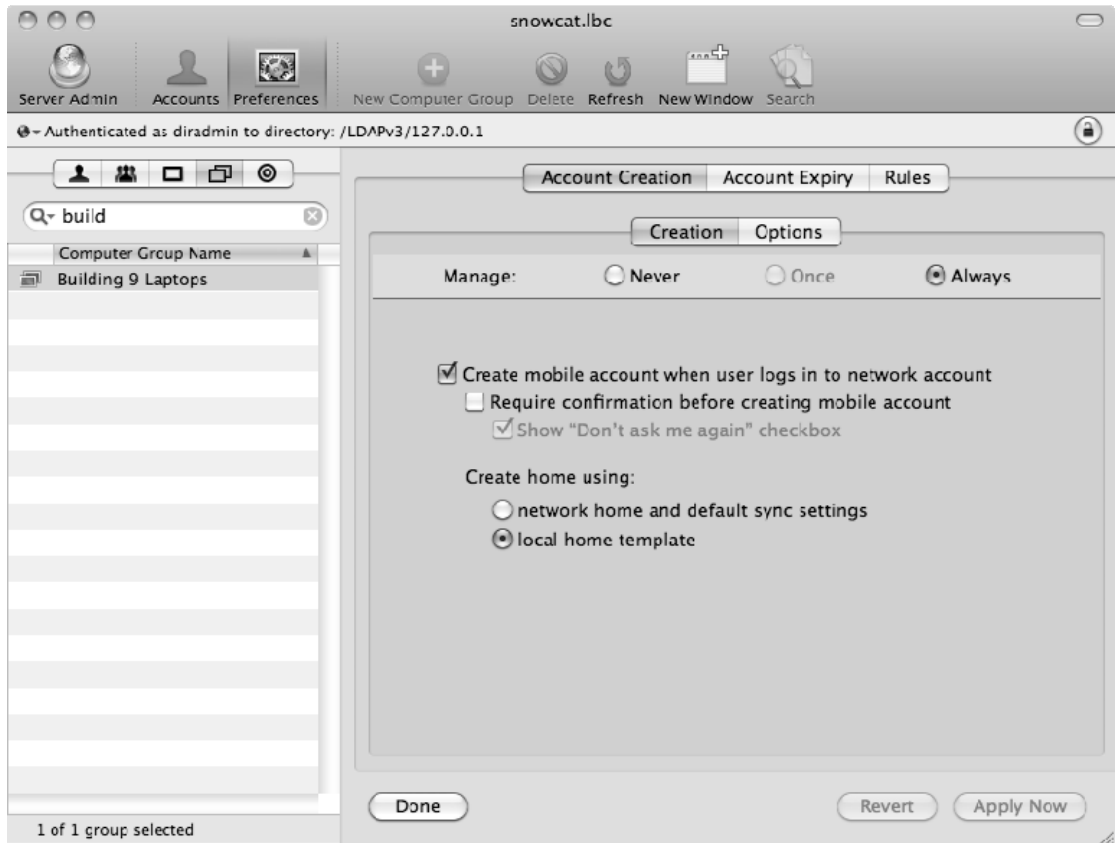 snowcat.lbc
Server Admin Accounts Preferences New Computer Group Delete Refresh New Window Search
Authenticated as diradmin to directory: /LDAPv3/127.0.0.1
Account Creation Account Expiry Rules
build
Creation Options
Computer Group Name
Manage: Never Once Always
Building 9 Laptops
Create mobile account when user logs in to network account
Require confirmation before creating mobile account
Show "Don't ask me again" checkbox
Create home using:
network home and default sync settings
local home template
Done Revert Apply Now
1 of 1 group selected